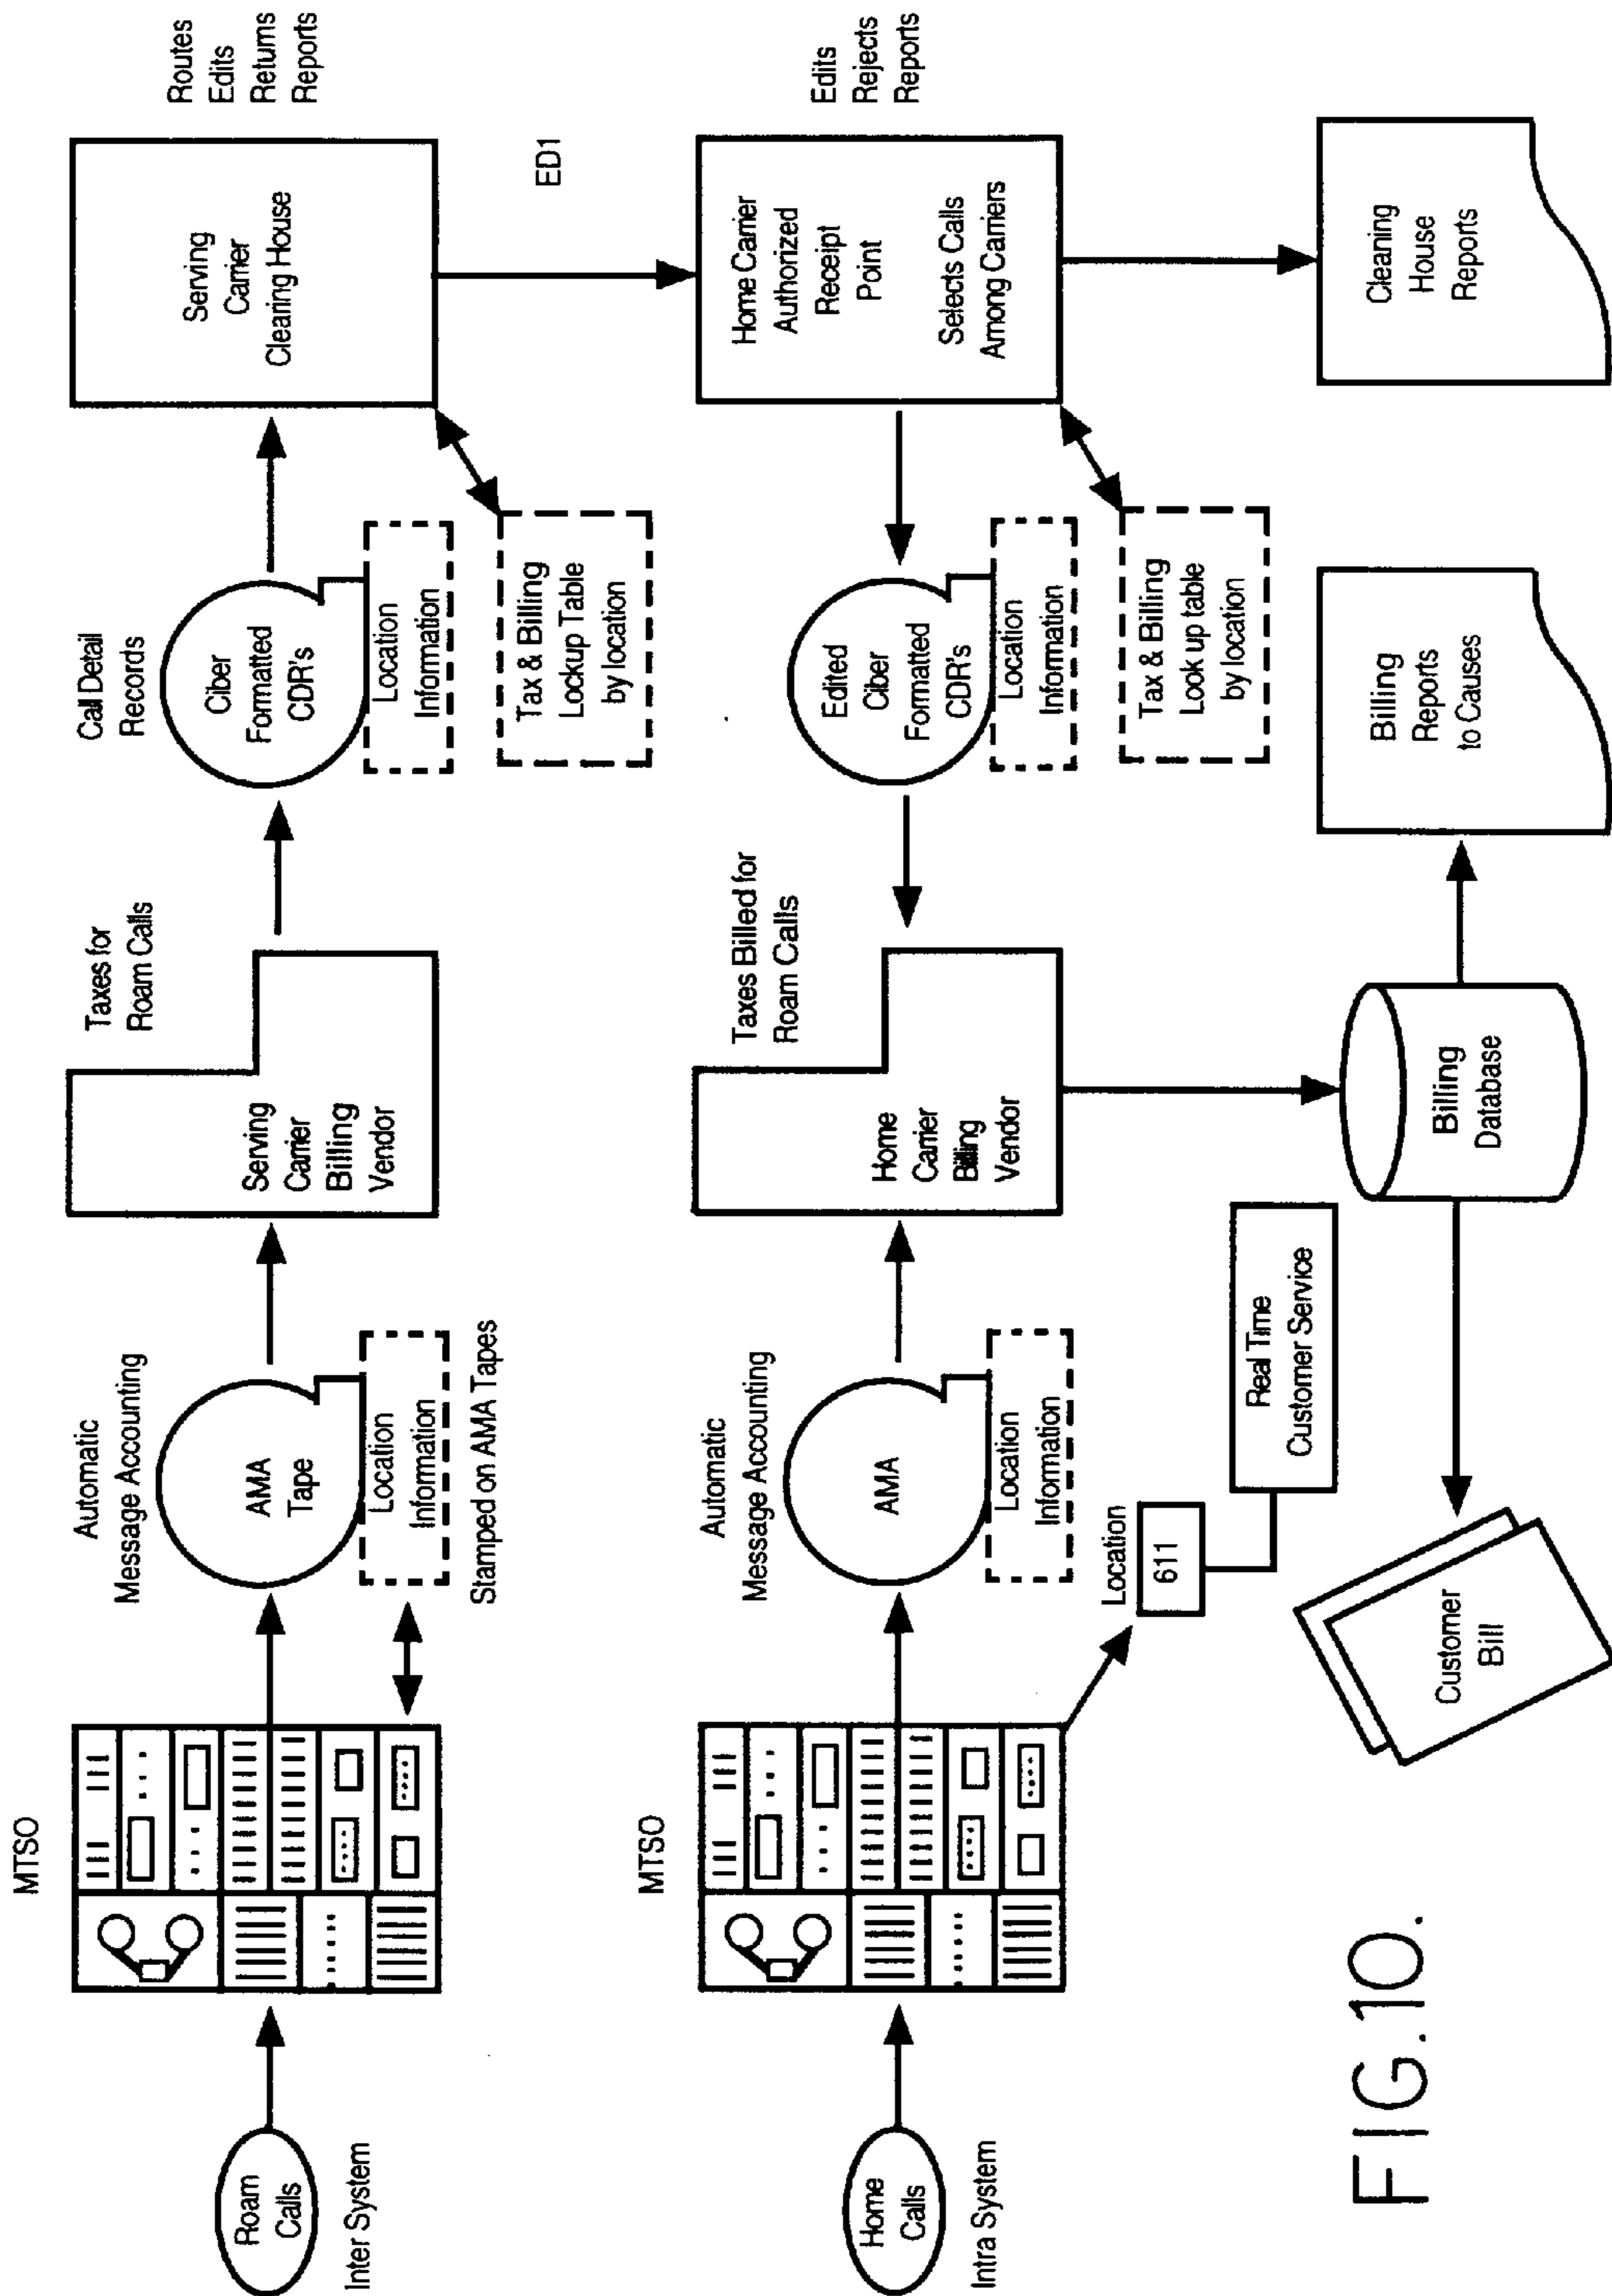 MTSO
Roam
Calls
Inter System
Automatic
Message Accounting
AMA
Tape
Location
Information
Stamped on AMA Tapes
Taxes for
Roam Calls
Serving
Carrier
Billing
Vendor
Call Detail
Records
Ciber
Formatted
CDR's
Location
Information
Tax & Billing
Lockup Table
by location
Serving
Carrier
Clearing House
Routes
Edits
Returns
Reports
ED1
MTSO
Home
Calls
Intra System
Automatic
Message Accounting
AMA
Location
Information
Location
611
Real Time
Customer Service
Taxes Billed for
Roam Calls
Home
Carrier
Billing
Vendor
Edited
Ciber
Formatted
CDR's
Location
Information
Tax & Billing
Look up table
by location
Home Carrier
Authorized
Receipt
Point
Selects Calls
Among Carriers
Edits
Rejects
Reports
Customer
Bill
Billing
Database
Billing
Reports
to Causes
Cleaning
House
Reports
FIG.10.